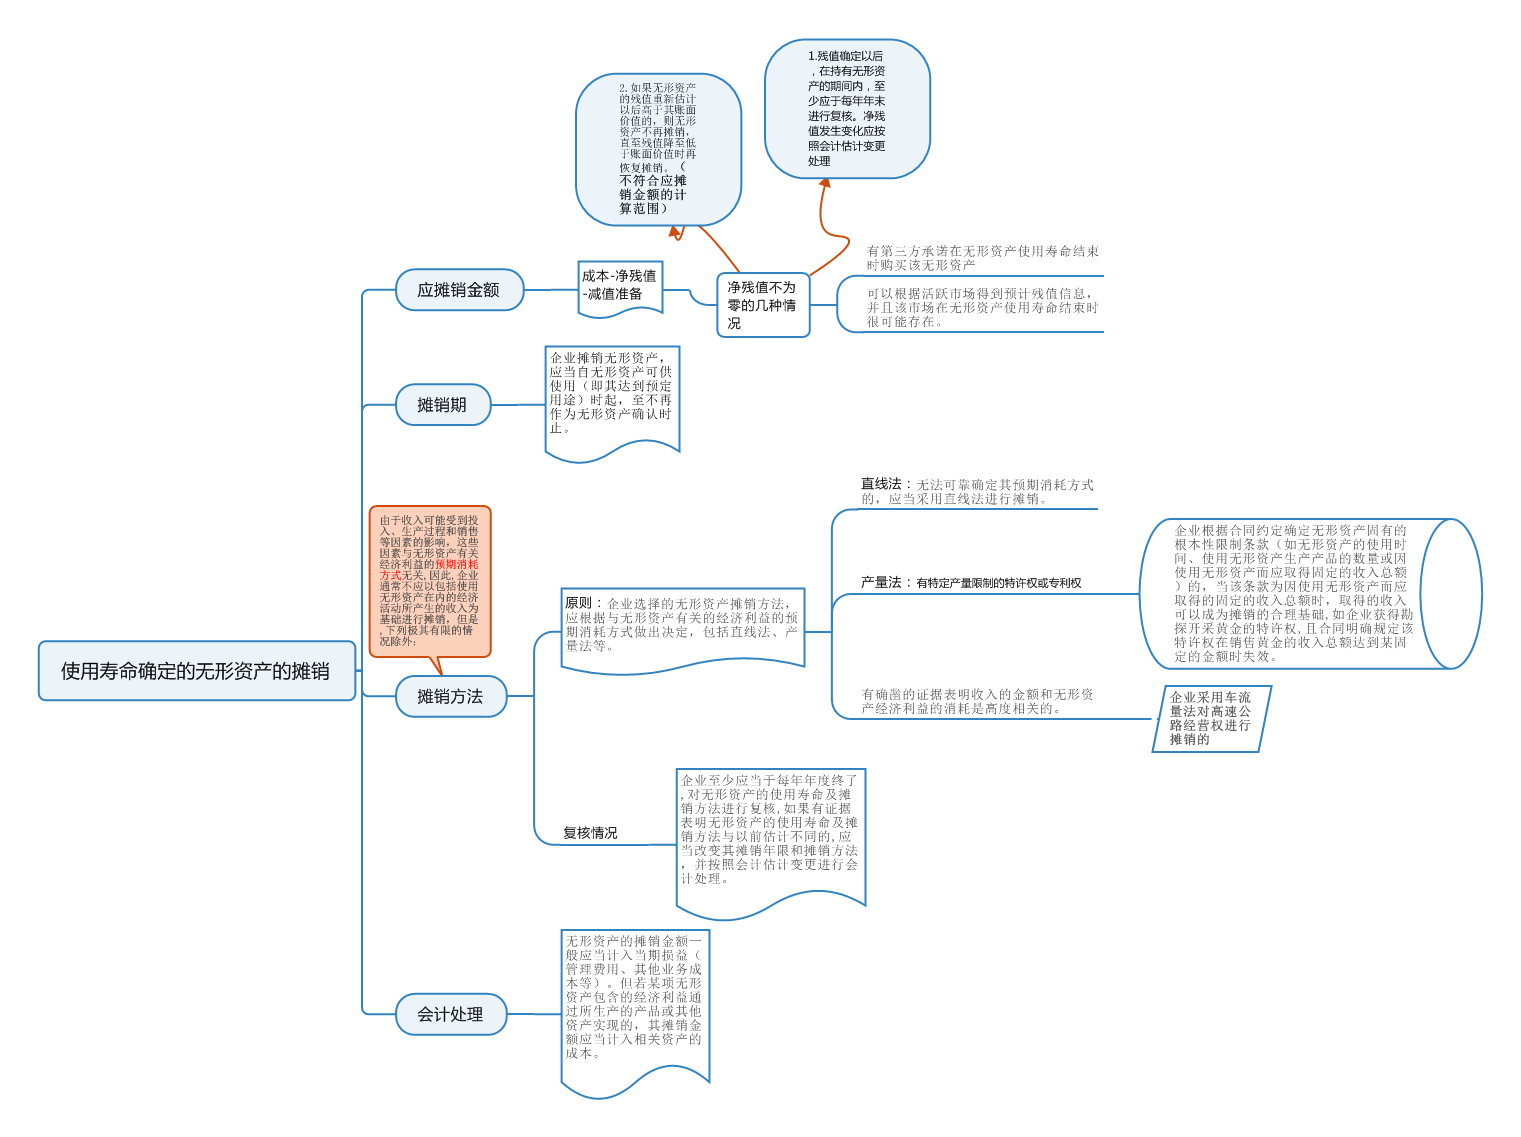 1.残值确定以后
，在持有无形资
产的期间内，至
少应于每年年末
进行复核。净残
值发生变化应按
照会计估计变更
处理
2.如果无形资产
的残值重新估计
以后高于其账面
价值的，则无形
资产不再摊销，
直至残值降至低
于账面价值时再
恢复摊销。（
不符合应摊
销金额的计
算范围）
应摊销金额
成本-净残值
-减值准备
净残值不为
零的几种情
况
有第三方承诺在无形资产使用寿命结束
时购买该无形资产
可以根据活跃市场得到预计残值信息，
并且该市场在无形资产使用寿命结束时
很可能存在。
摊销期
企业摊销无形资产，
应当自无形资产可供
使用（即其达到预定
用途）时起，至不再
作为无形资产确认时
止。
由于收入可能受到投
入、生产过程和销售
等因素的影响，这些
因素与无形资产有关
经济利益的预期消耗
方式无关,因此,企业
通常不应以包括使用
无形资产在内的经济
活动所产生的收入为
基础进行摊销，但是
,下列极其有限的情
况除外：
使用寿命确定的无形资产的摊销
摊销方法
原则：企业选择的无形资产摊销方法，
应根据与无形资产有关的经济利益的预
期消耗方式做出决定，包括直线法、产
量法等。
直线法：无法可靠确定其预期消耗方式
的，应当采用直线法进行摊销。
产量法：有特定产量限制的特许权或专利权
企业根据合同约定确定无形资产固有的
根本性限制条款（如无形资产的使用时
间、使用无形资产生产产品的数量或因
使用无形资产而应取得固定的收入总额
）的，当该条款为因使用无形资产而应
取得的固定的收入总额时，取得的收入
可以成为摊销的合理基础,如企业获得勘
探开采黄金的特许权,且合同明确规定该
特许权在销售黄金的收入总额达到某固
定的金额时失效。
有确凿的证据表明收入的金额和无形资
产经济利益的消耗是高度相关的。
企业采用车流
量法对高速公
路经营权进行
摊销的
复核情况
企业至少应当于每年年度终了
,对无形资产的使用寿命及摊
销方法进行复核,如果有证据
表明无形资产的使用寿命及摊
销方法与以前估计不同的,应
当改变其摊销年限和摊销方法
，并按照会计估计变更进行会
计处理。
会计处理
无形资产的摊销金额一
般应当计入当期损益（
管理费用、其他业务成
本等）。但若某项无形
资产包含的经济利益通
过所生产的产品或其他
资产实现的，其摊销金
额应当计入相关资产的
成本。